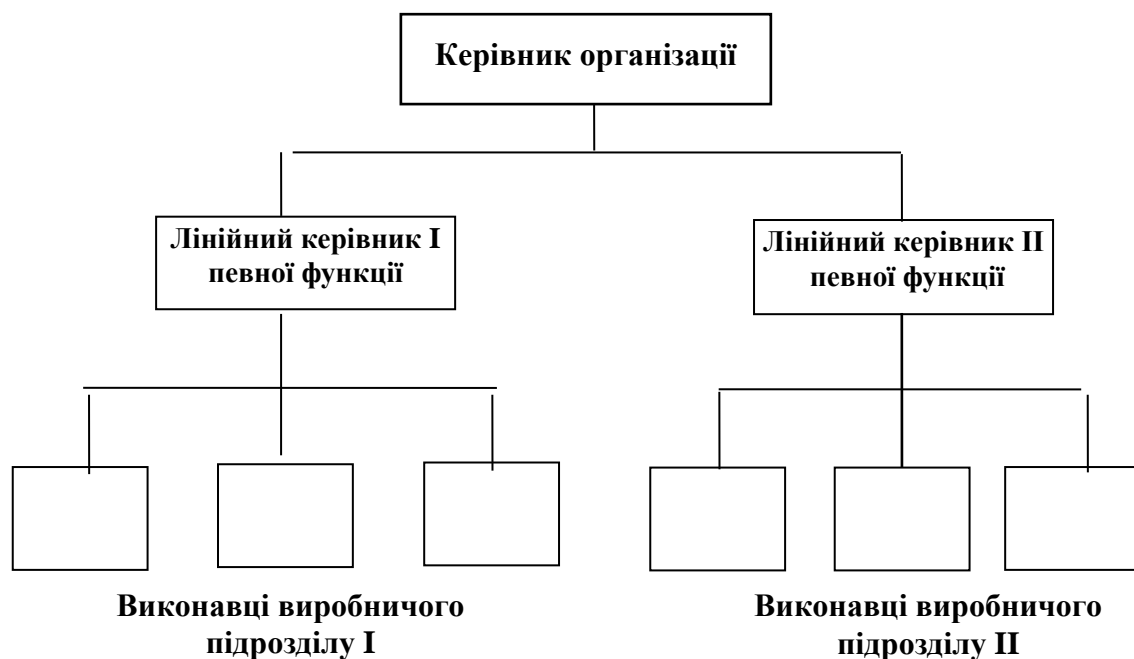 Керівник організації
Лінійний керівник І
певної функції
Лінійний керівник ІІ
певної функції
Виконавці виробничого
підрозділу І
Виконавці виробничого
підрозділу ІІ